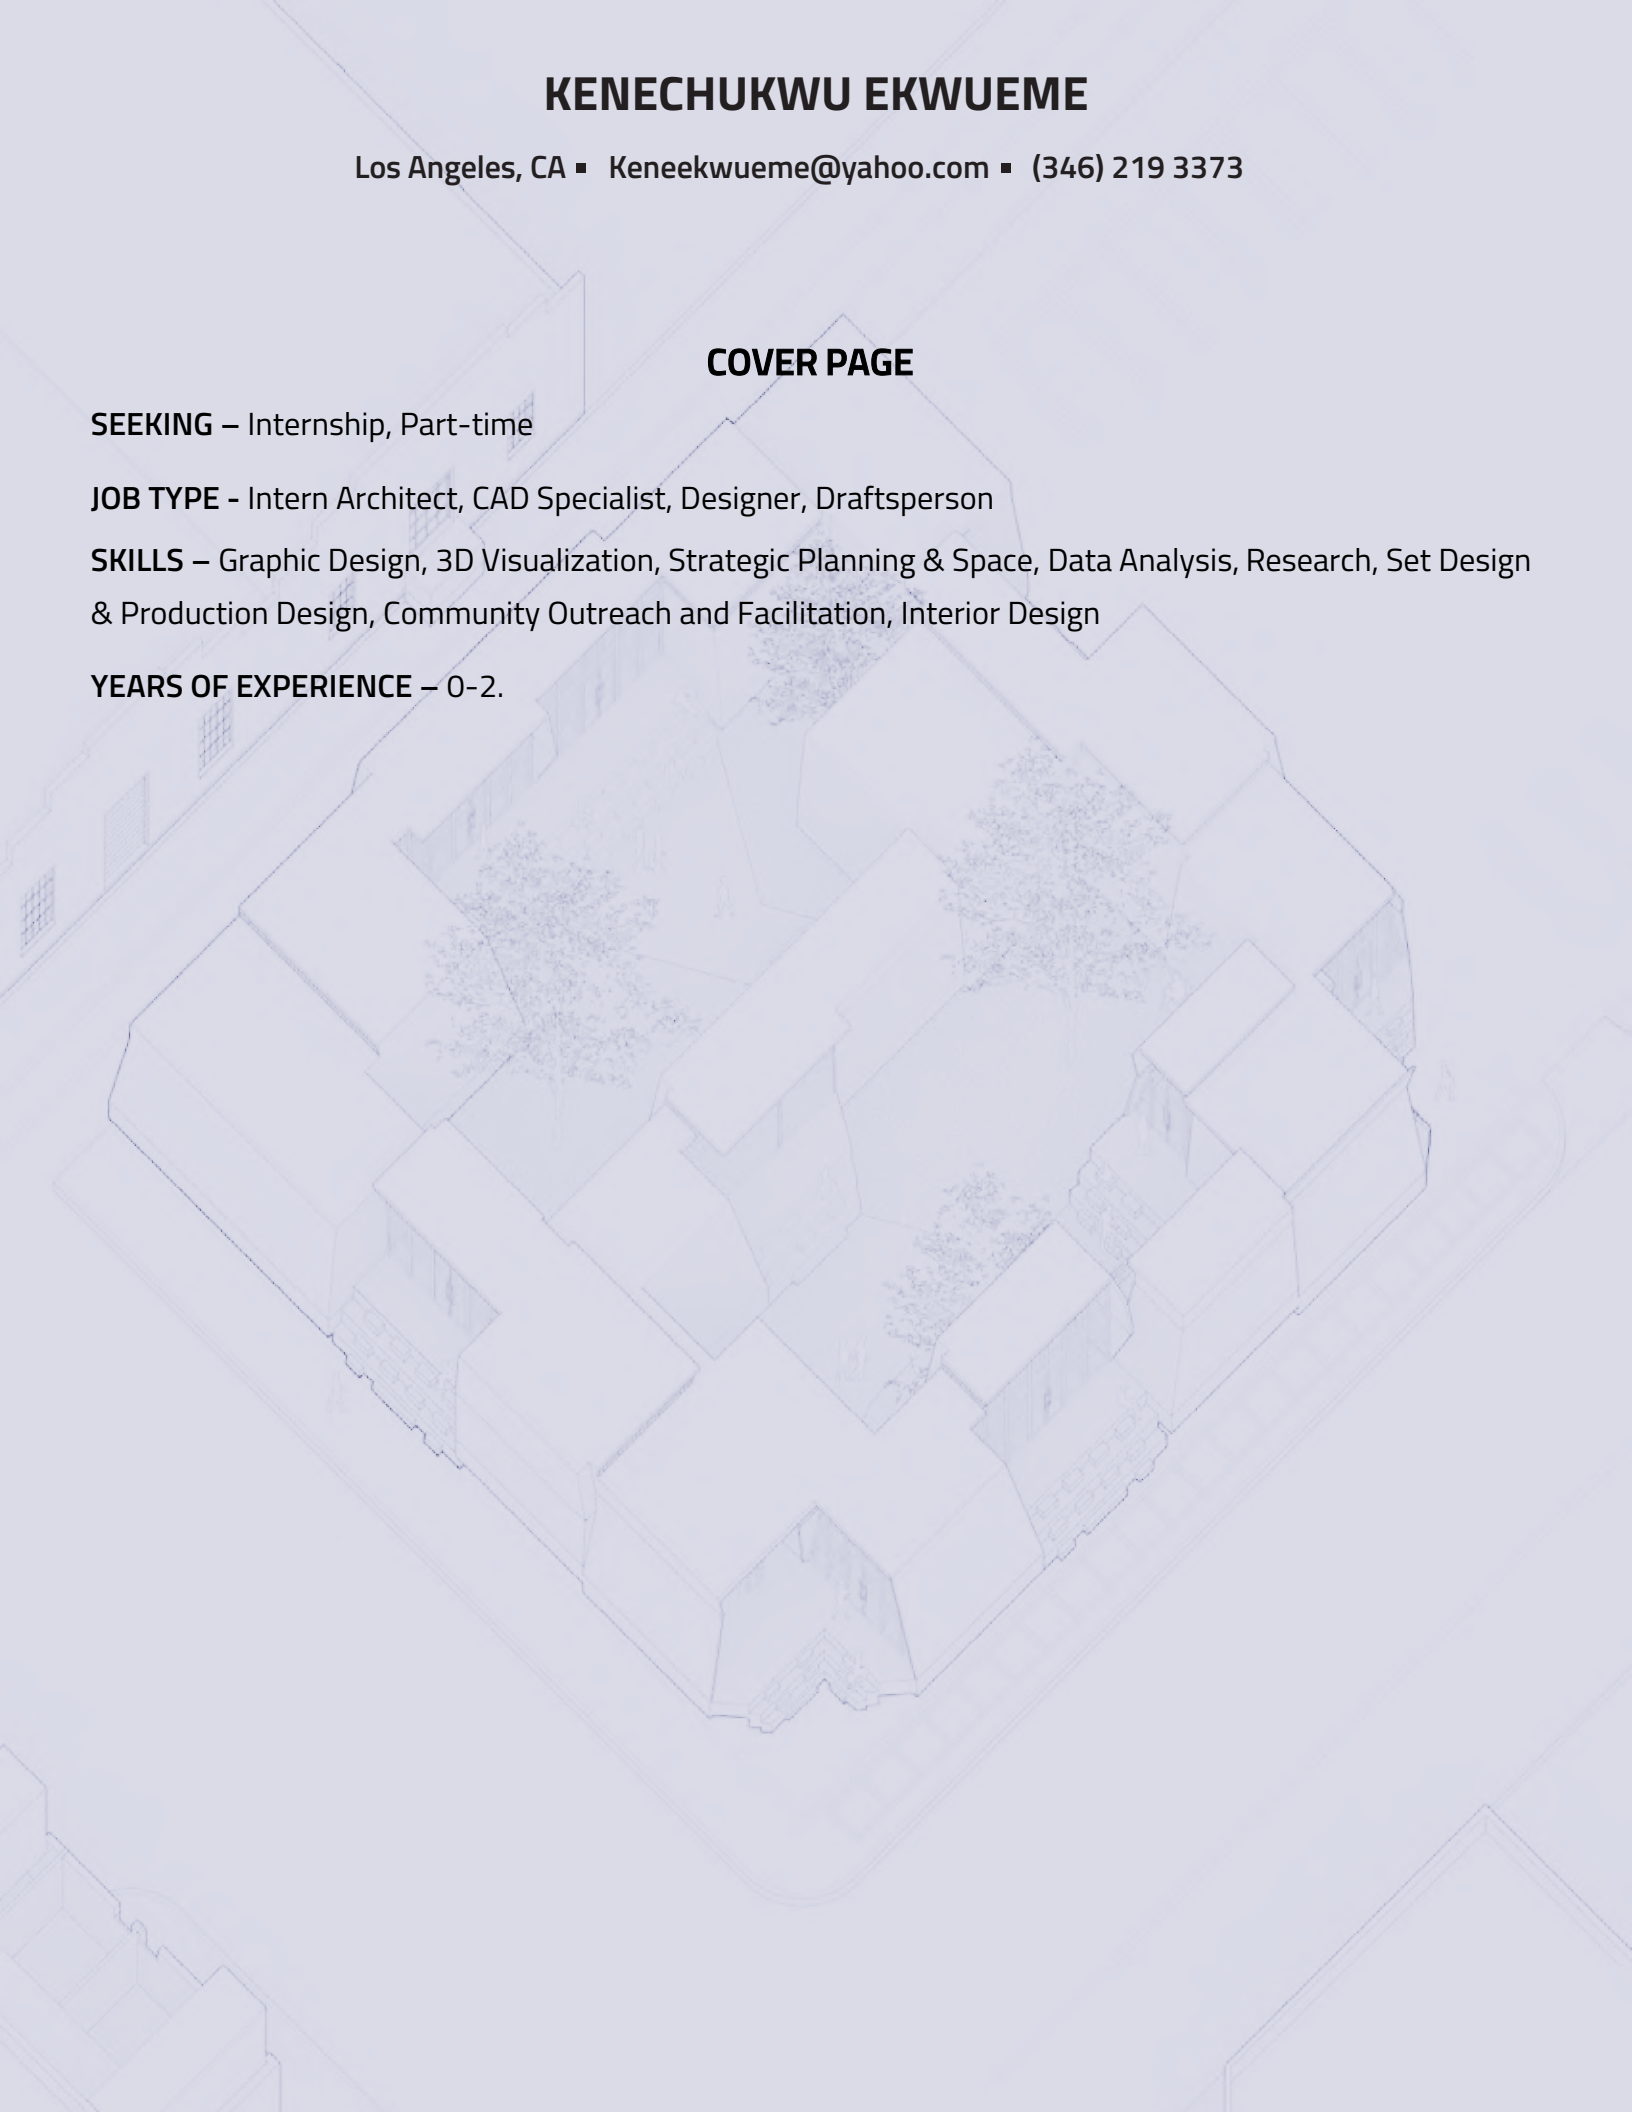 KENECHUKWU EKWUEME
Los Angeles, CA ▪ Keneekwueme@yahoo.com ▪ (346) 219 3373
COVER PAGE
SEEKING – Internship, Part-time
JOB TYPE - Intern Architect, CAD Specialist, Designer, Draftsperson
SKILLS – Graphic Design, 3D Visualization, Strategic Planning & Space, Data Analysis, Research, Set Design
& Production Design, Community Outreach and Facilitation, Interior Design
YEARS OF EXPERIENCE – 0-2.